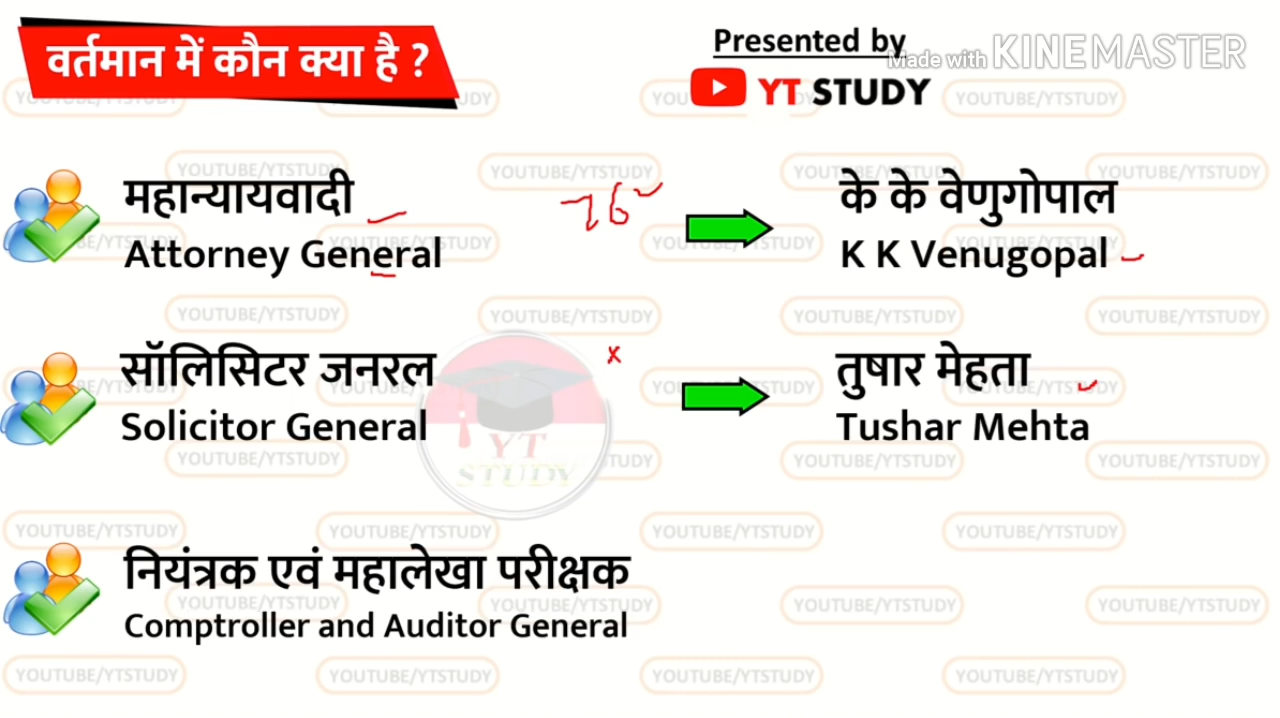 वर्तमान में कौन क्या है ?
Presented by
Made with KINEMASTER
YT STUDY
महान्यायवादी
76
के के वेणुगोपाल
Attorney General
K K Venugopal
सॉलिसिटर जनरल
तुषार मेहता
Solicitor General
Tushar Mehta
YT
STUDY
नियंत्रक एवं महालेखा परीक्षक
Comptroller and Auditor General
YOUTUBE/YTSTUDY